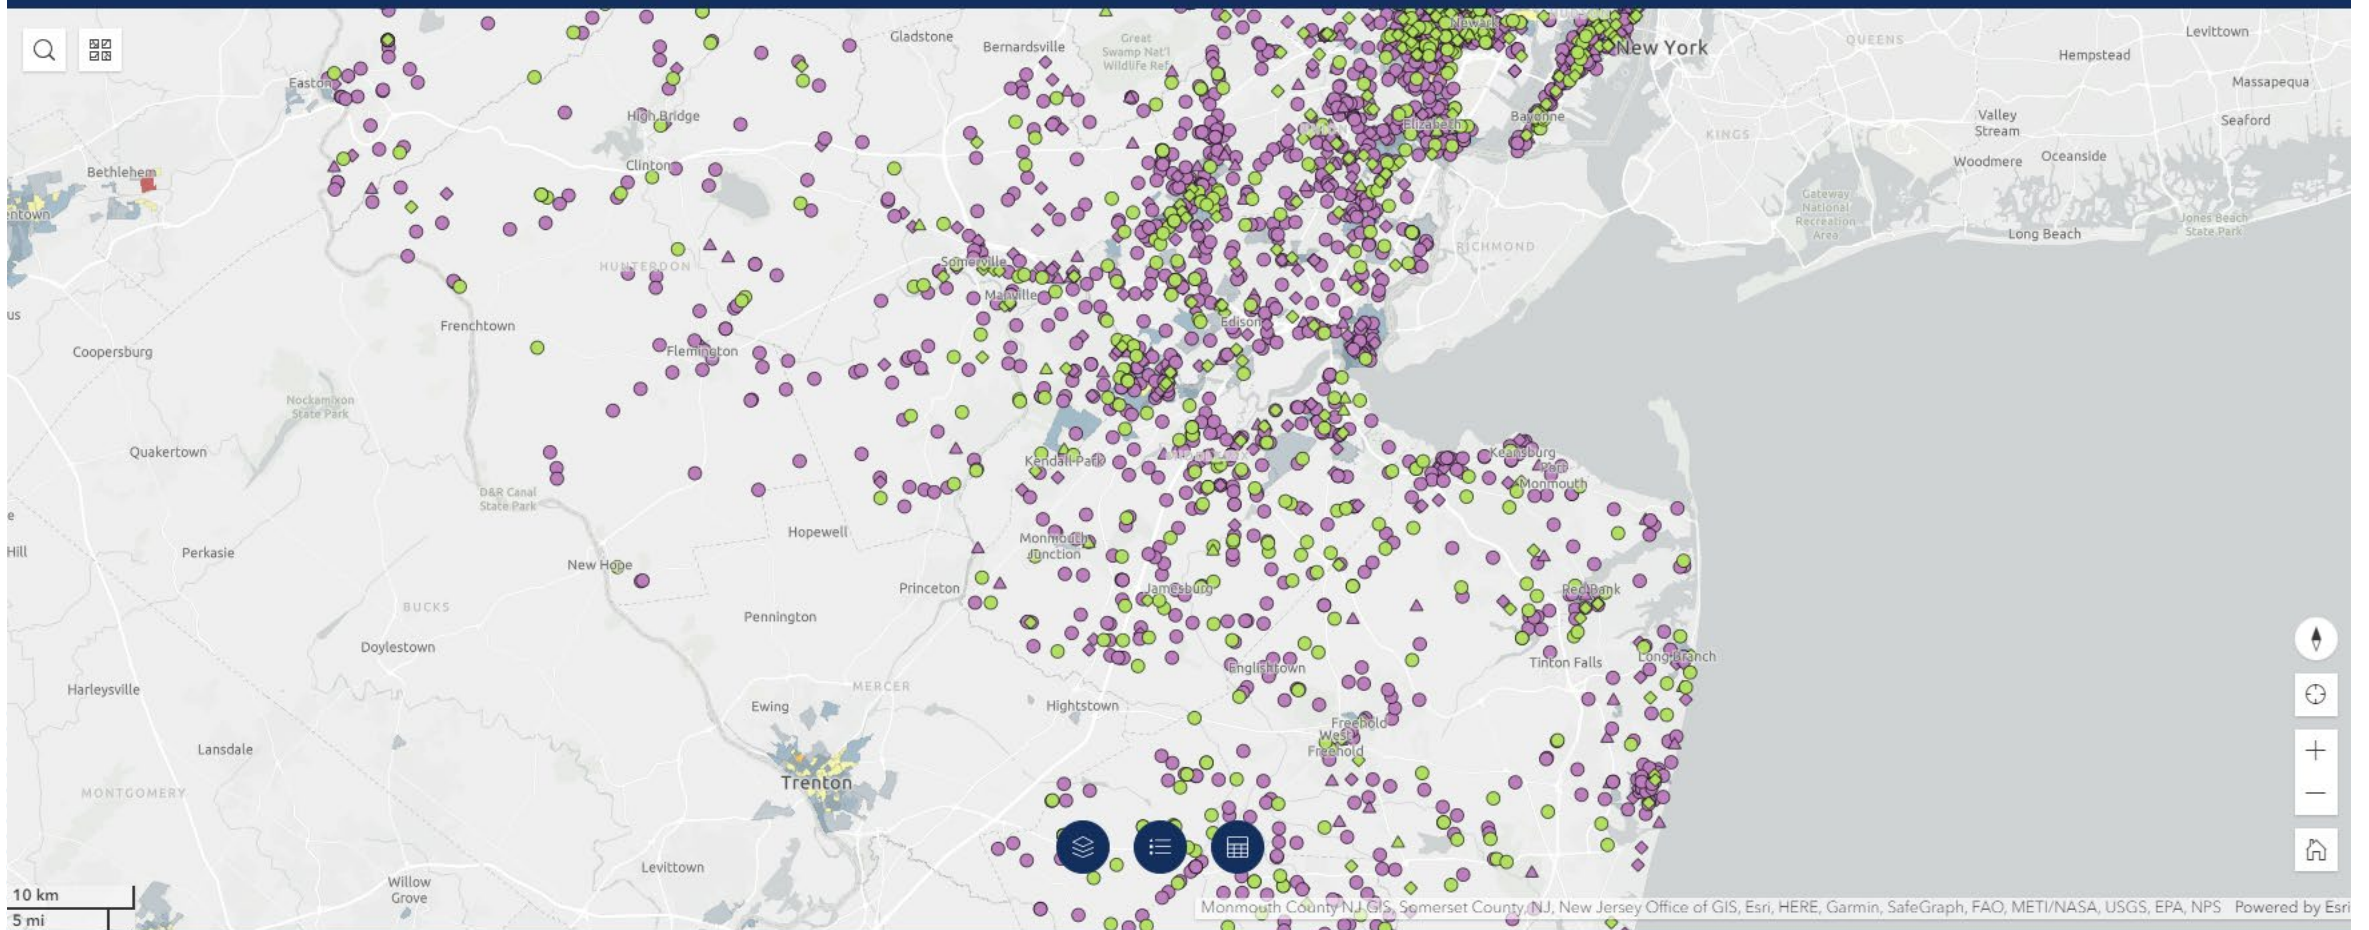 Newark
New York
QUEENS
Levittown
Hempstead
Gladstone
Bernardsville
Great
Swamp Nat'l
Wildlife Ref
Massapequa
Easton
High Bridge
Elizabeth
Bayonne
Valley
Stream
Seaford
KINGS
Woodmere
Oceanside
Clinton
Bethlehem
entown
Gateway
National
Recreation
Area
Jones Beach
State Park
Long Beach
RICHMOND
HUNTERDON
Somerville
Manville
us
Frenchtown
Edison
Coopersburg
Flemington
Nockamixon
State Park
Quakertown
Kendall Park
Keansburg
Port
Monmouth
D&R Canal
State Park
e
Hill
Perkasie
Hopewell
Monmouth
Junction
New Hope
Princeton
Jamesburg
Red Bank
BUCKS
Pennington
Doylestown
Englishtown
Tinton Falls
Long Branch
Harleysville
MERCER
Ewing
Hightstown
Freehold
West
Freehold
Lansdale
Trenton
MONTGOMERY
Levittown
Willow
Grove
10 km
5 mi
Monmouth County NJ GIS, Somerset County, NJ, New Jersey Office of GIS, Esri, HERE, Garmin, SafeGraph, FAO, METI/NASA, USGS, EPA, NPS Powered by Esri